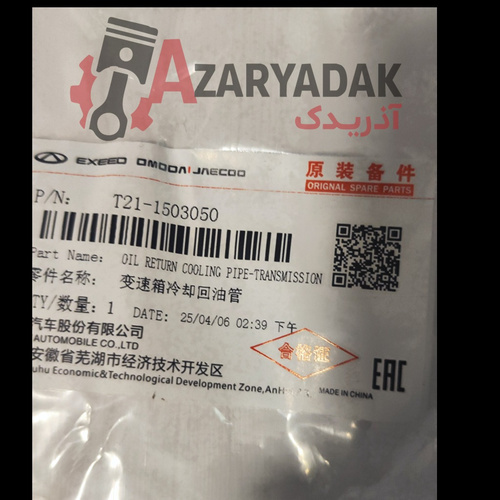 AZARYADAK
آذریدک
EXEED OMODA JAECOO
原装备件
ORIGNAL SPARE PARTS
P/N: T21-1503050
Part Name: OIL RETURN COOLING PIPE-TRANSMISSION
零件名称: 变速箱冷却回油管
TY/数量: 1 DATE: 25/04/06 02:39 下午
汽车股份有限公司
AUTOMOBILE CO.,LTD
合格证
安徽省芜湖市经济技术开发区
uhu Economic&Technological Development Zone,AnH
MADE IN CHINA
EAC